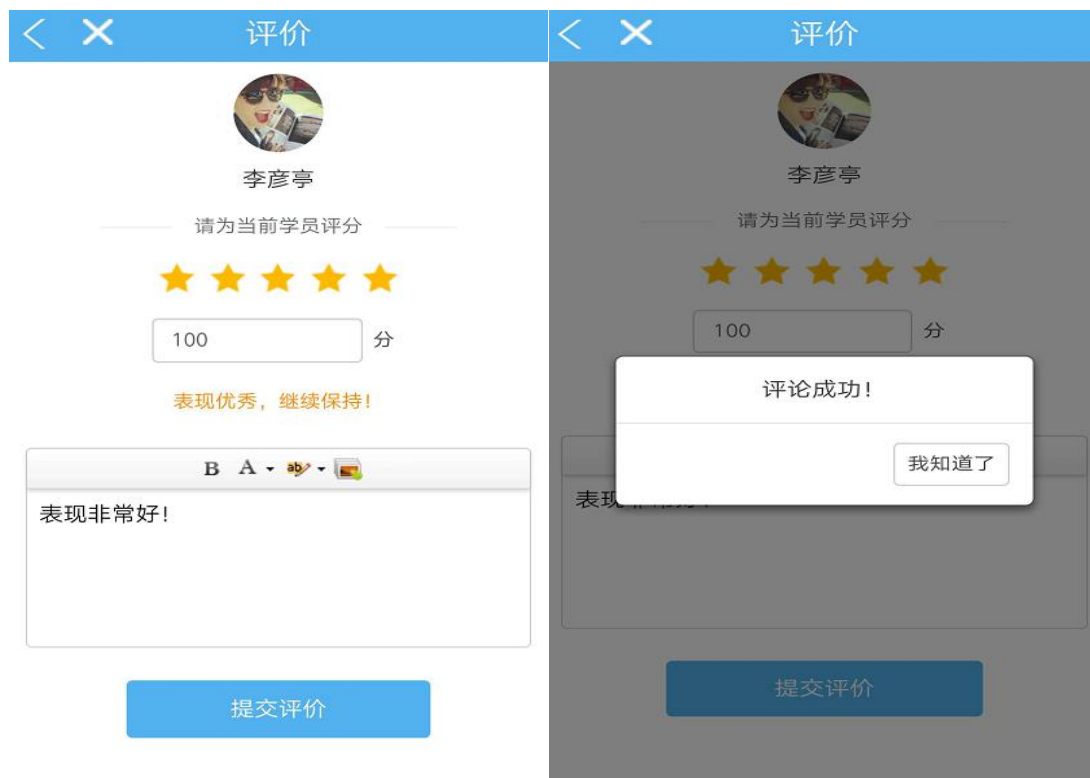 评价
李彦亭
请为当前学员评分
100 分
表现优秀，继续保持！
B A
表现非常好！
提交评价
评价
李彦亭
请为当前学员评分
100 分
评论成功！
我知道了
表现
提交评价